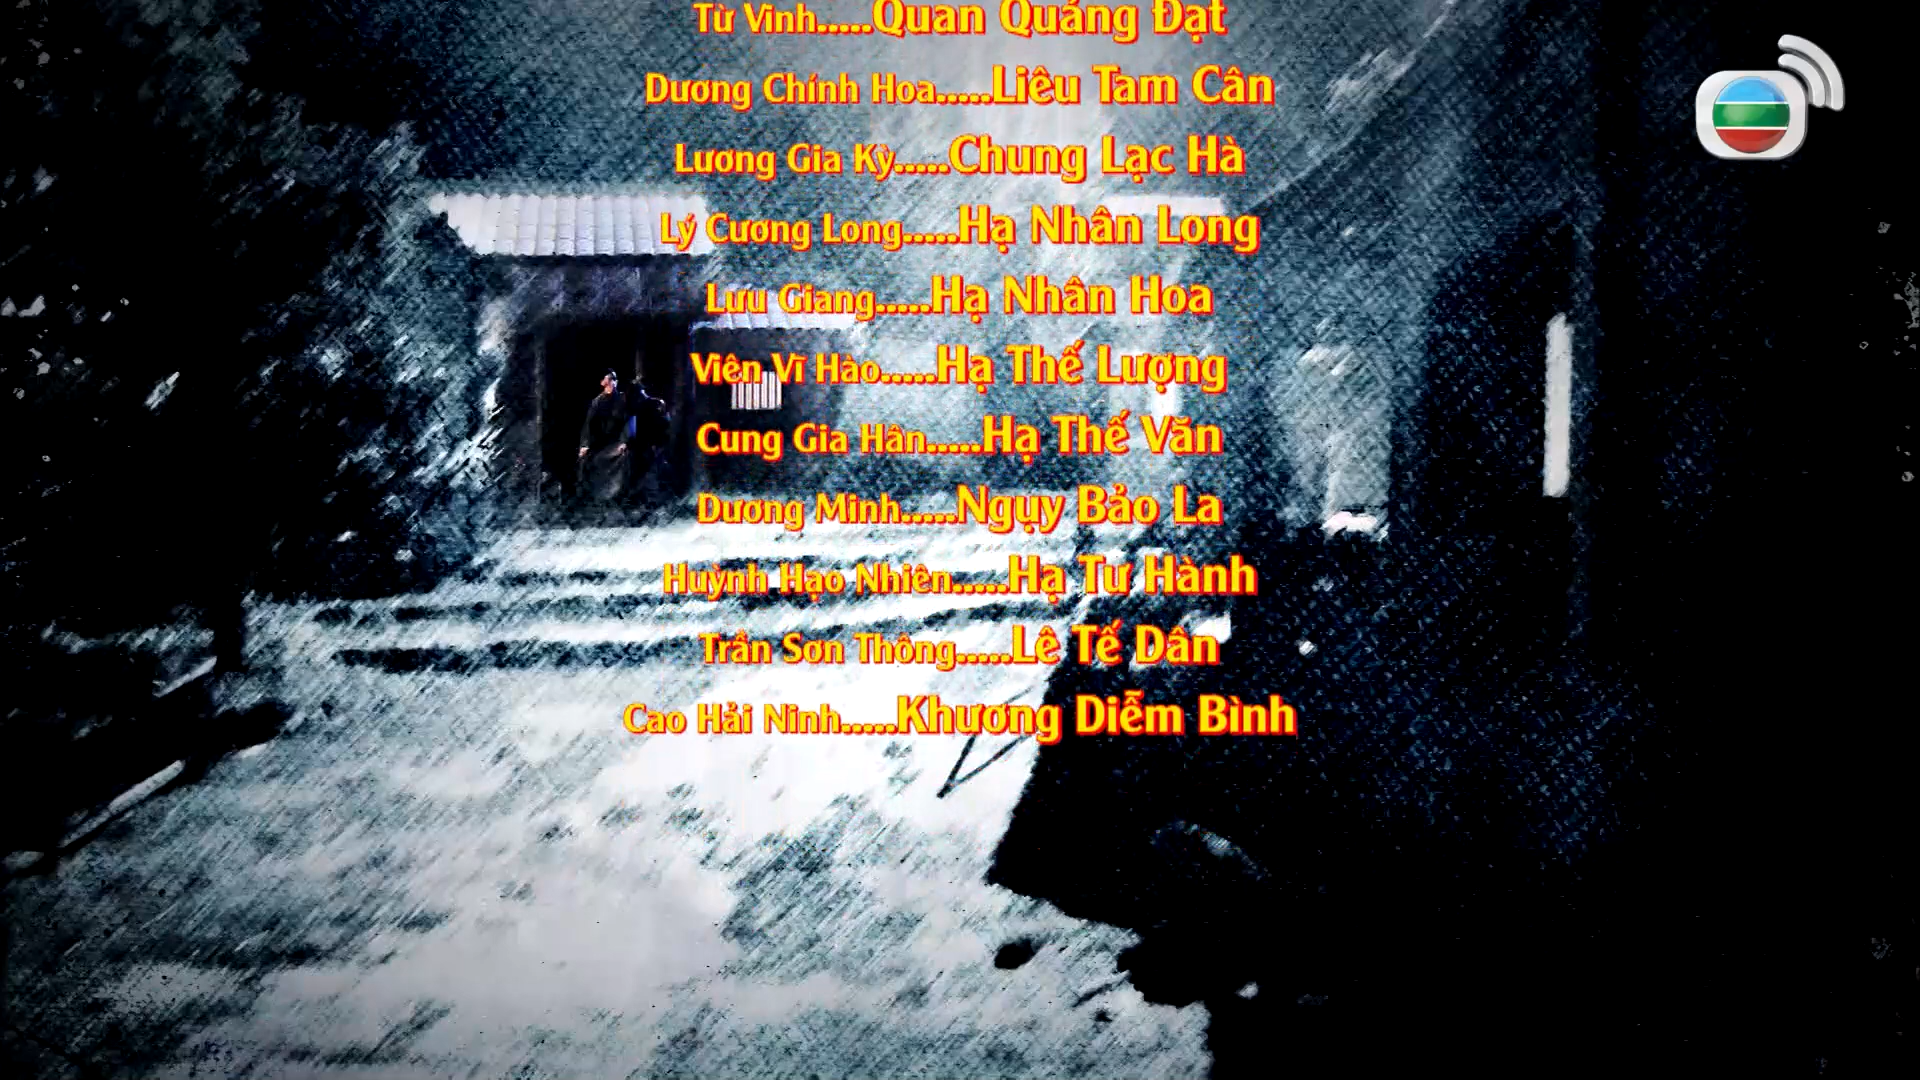 Từ Vinh.....Quan Quảng Đạt
Dương Chính Hoa.....Liêu Tam Cân
Lương Gia Kỳ.....Chung Lạc Hà
Lý Cương Long.....Hạ Nhân Long
Lưu Giang.....Hạ Nhân Hoa
Viên Vĩ Hào.....Hạ Thế Lượng
Cung Gia Hân.....Hạ Thế Văn
Dương Minh.....Ngụy Bảo La
Huỳnh Hạo Nhiên.....Hạ Tư Hành
Trần Sơn Thông.....Lê Tế Dân
Cao Hải Ninh.....Khương Diễm Bình